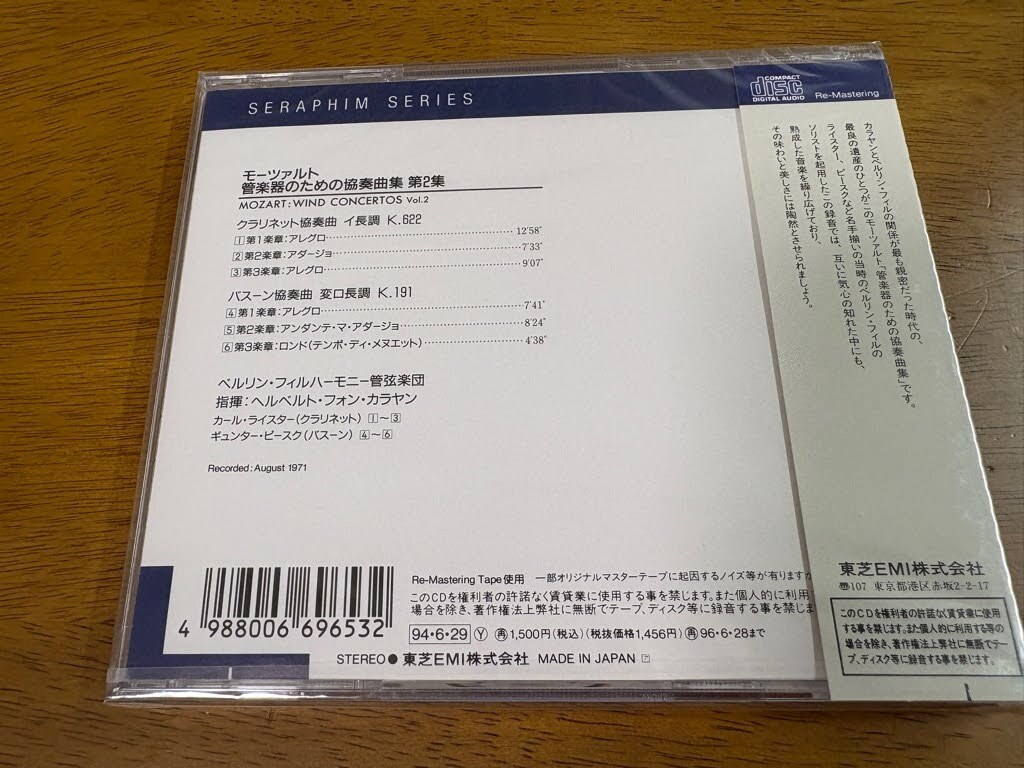 SERAPHIM SERIES
モーツァルト
管楽器のための協奏曲集 第2集
MOZART: WIND CONCERTOS Vol.2
クラリネット協奏曲 イ長調 K.622
1 第1楽章:アレグロ 12'58"
2 第2楽章:アダージョ 7'33"
3 第3楽章:アレグロ 9'07"
バスーン協奏曲 変ロ長調 K.191
4 第1楽章:アレグロ 7'41"
5 第2楽章:アンダンテ・マ・アダージョ 8'24"
6 第3楽章:ロンド(テンポ・ディ・メヌエット) 4'38"
ベルリン・フィルハーモニー管弦楽団
指揮:ヘルベルト・フォン・カラヤン
カール・ライスター(クラリネット) 1〜3
ギュンター・ピースク(バスーン) 4〜6
Recorded: August 1971
4 988006 696532
Re-Mastering Tape使用 一部オリジナルマスターテープに起因するノイズ等が有りますが
このCDを権利者の許諾なく賃貸業に使用する事を禁じます。また個人的に利用
場合を除き、著作権法上弊社に無断でテープ、ディスク等に録音する事を禁じま
94・6・29 Y 再1,500円(税込)(税抜価格1,456円) 再96・6・28まで
STEREO● 東芝EMI株式会社 MADE IN JAPAN
COMPACT
disc
DIGITAL AUDIO
Re-Mastering
カラヤンとベルリン・フィルの関係が最も親密だった時代の、
最良の遺産のひとつがこのモーツァルト「管楽器のための協奏曲集」です。
ライスター、ピースクなど名手揃いの当時のベルリン・フィルの
ソリストを起用したこの録音では、互いに気心の知れた中にも、
熟成した音楽を繰り広げており、
その味わいと美しさには陶然とさせられましょう。
東芝EMI株式会社
〒107 東京都港区赤坂2-2-17
このCDを権利者の許諾なく賃貸業に使用
する事を禁じます。また個人的に利用する等の
場合を除き、著作権法上弊社に無断でテー
プ、ディスク等に録音する事を禁じます。